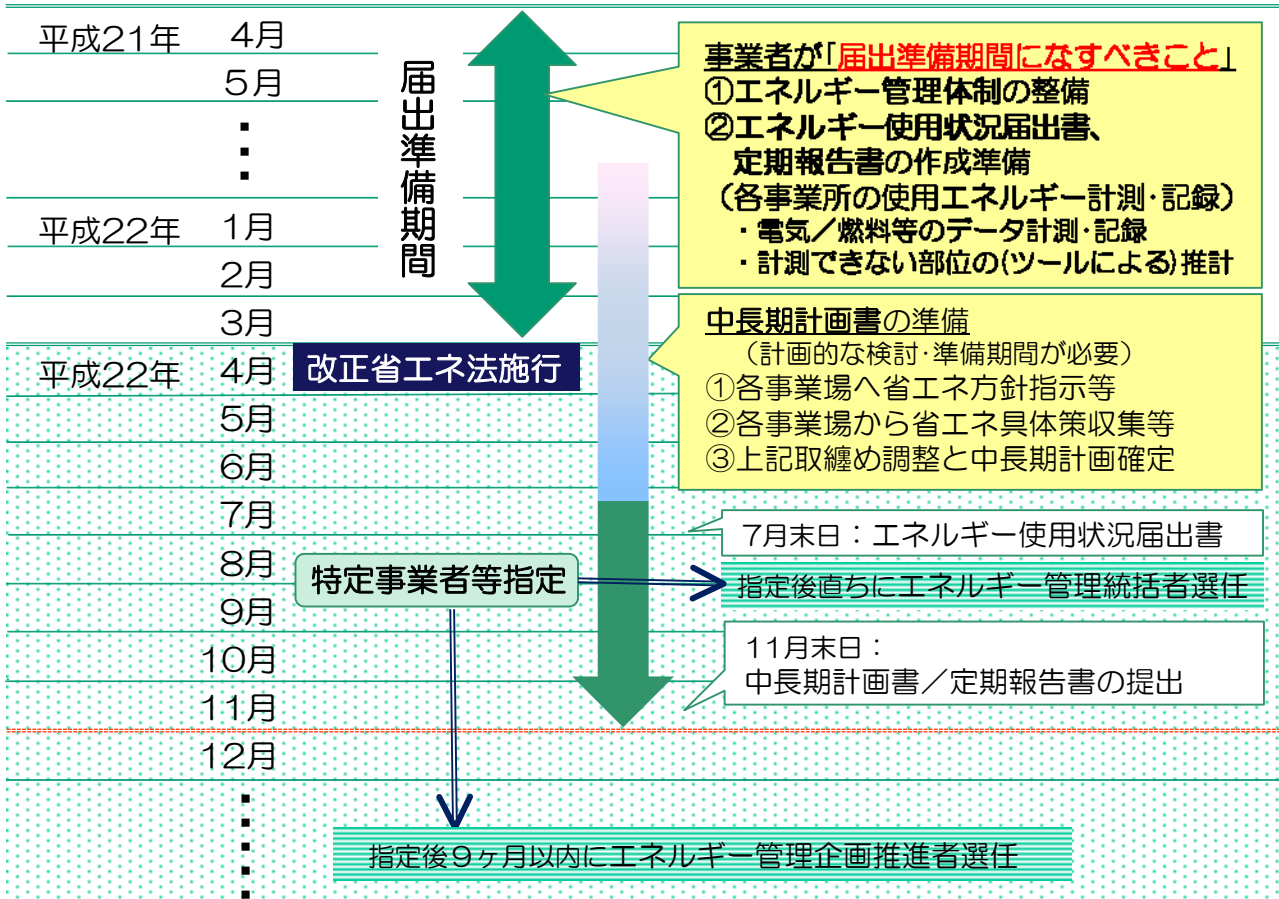 平成21年 4月
5月
届出準備期間
平成22年 1月
2月
3月
事業者が「届出準備期間になすべきこと」
①エネルギー管理体制の整備
②エネルギー使用状況届出書、
定期報告書の作成準備
(各事業所の使用エネルギー計測・記録)
・電気/燃料等のデータ計測・記録
・計測できない部位の(ツールによる)推計
中長期計画書の準備
(計画的な検討・準備期間が必要)
①各事業場へ省エネ方針指示等
②各事業場から省エネ具体策収集等
③上記取纏め調整と中長期計画確定
平成22年 4月 改正省エネ法施行
5月
6月
7月
7月末日:エネルギー使用状況届出書
8月
特定事業者等指定
指定後直ちにエネルギー管理統括者選任
9月
10月
11月末日:
中長期計画書/定期報告書の提出
11月
12月
指定後9ヶ月以内にエネルギー管理企画推進者選任